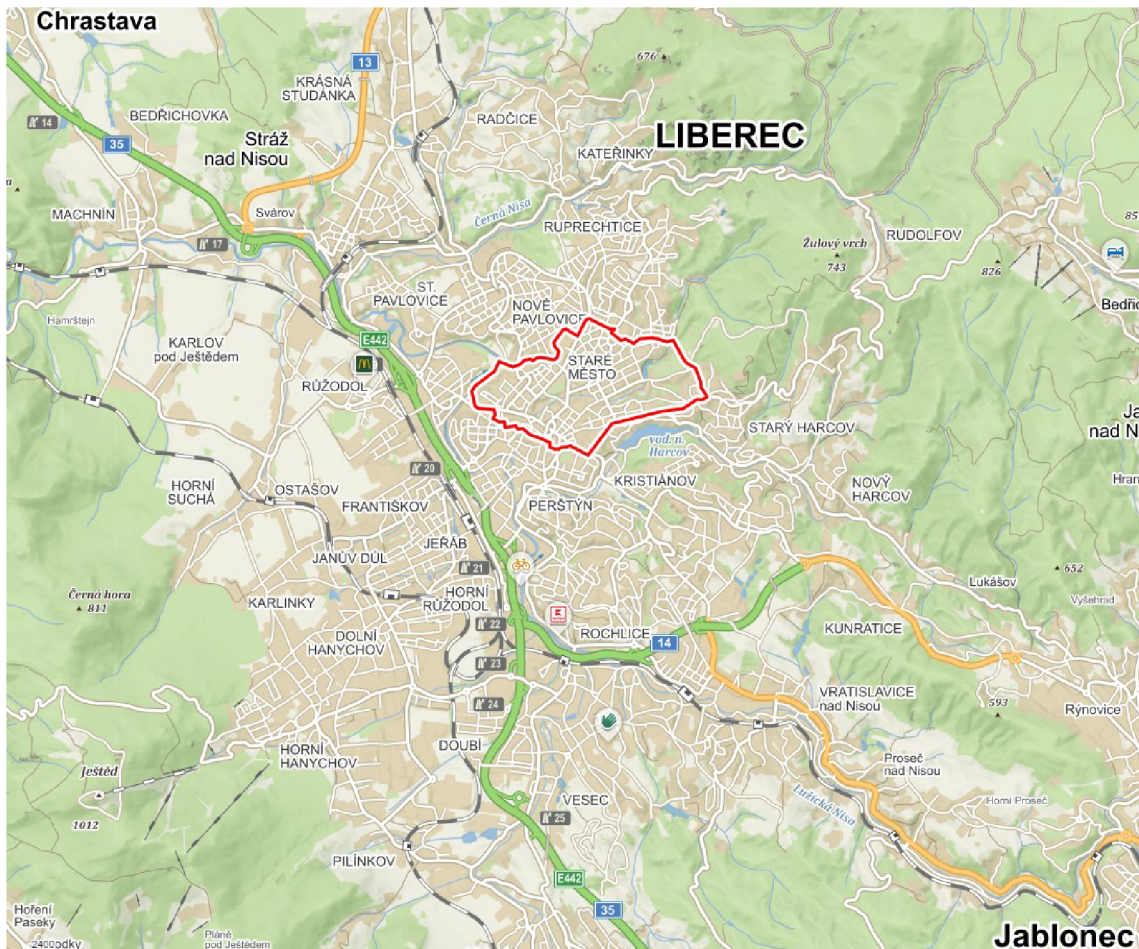 Chrastava
13
KRÁSNÁ
STUDÁNKA
676
14
BEDŘICHOVKA
RADČICE
35
Stráž
nad Nisou
LIBEREC
KATEŘINKY
MACHNÍN
Svárov
Černá Nisa
RUPRECHTICE
17
Žulový vrch
743
RUDOLFOV
826
ST.
PAVLOVICE
NOVÉ
PAVLOVICE
Hamrštejn
KARLOV
pod Ještědem
E442
STARÉ
MĚSTO
RŮŽODOL
STARÝ HARCOV
vod. n.
Harcov
20
KRISTIÁNOV
NOVÝ
HARCOV
HORNÍ
SUCHÁ
OSTAŠOV
FRANTIŠKOV
PERŠTÝN
JEŘÁB
JANŮV DŮL
21
Lukášov
652
Černá hora
811
KARLINKY
HORNÍ
RŮŽODOL
Vyšehrad
22
ROCHLICE
14
KUNRATICE
DOLNÍ
HANYCHOV
23
24
VRATISLAVICE
nad Nisou
593
Rýnovice
HORNÍ
HANYCHOV
DOUBÍ
Ještěd
1012
Proseč
nad Nisou
VESEC
25
Lužická Nisa
Horní Proseč
PILÍNKOV
E442
35
Hoření
Paseky
Pláně
pod Ještědem
Jablonec